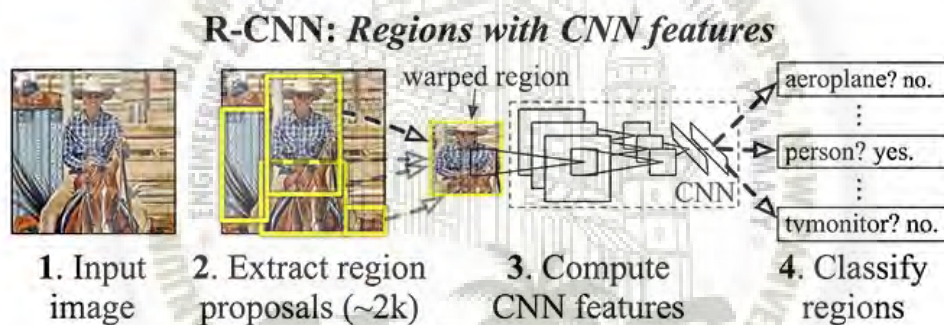 R-CNN: Regions with CNN features
warped region
aeroplane? no.
person? yes.
tvmonitor? no.
CNN
1. Input image
2. Extract region proposals (~2k)
3. Compute CNN features
4. Classify regions